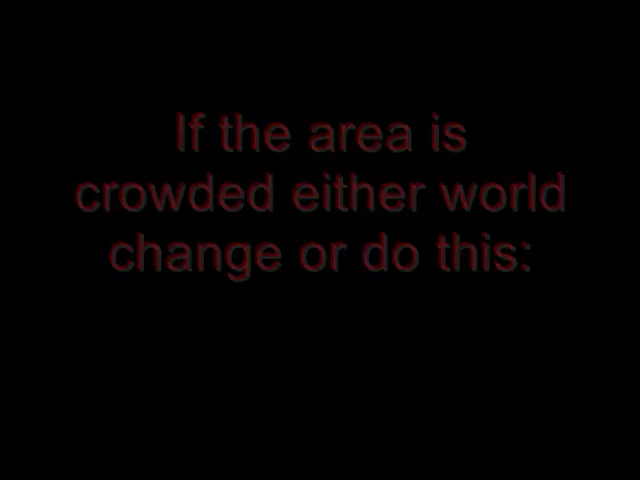 If the area is
crowded either world
change or do this: